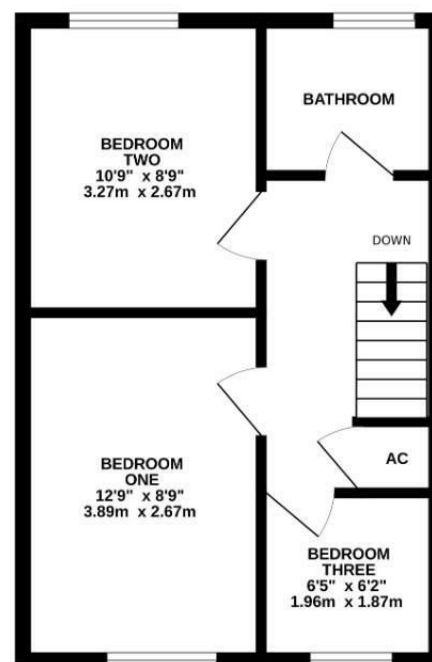 BEDROOM
TWO
10'9" x 8'9"
3.27m x 2.67m
BATHROOM
DOWN
BEDROOM
ONE
12'9" x 8'9"
3.89m x 2.67m
AC
BEDROOM
THREE
6'5" x 6'2"
1.96m x 1.87m